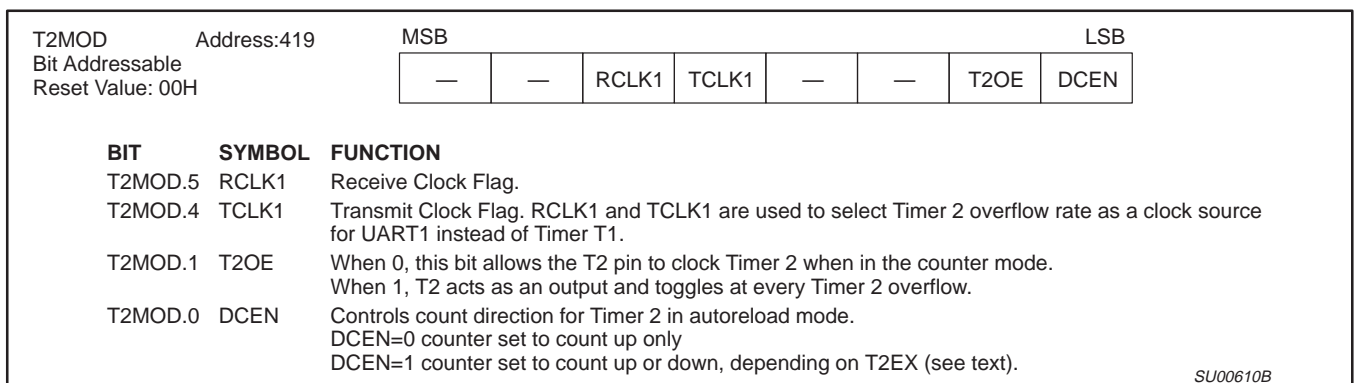 T2MOD Address:419 MSB LSB
Bit Addressable
Reset Value: 00H
— — RCLK1 TCLK1 — — T2OE DCEN
BIT SYMBOL FUNCTION
T2MOD.5 RCLK1 Receive Clock Flag.
T2MOD.4 TCLK1 Transmit Clock Flag. RCLK1 and TCLK1 are used to select Timer 2 overflow rate as a clock source
for UART1 instead of Timer T1.
T2MOD.1 T2OE When 0, this bit allows the T2 pin to clock Timer 2 when in the counter mode.
When 1, T2 acts as an output and toggles at every Timer 2 overflow.
T2MOD.0 DCEN Controls count direction for Timer 2 in autoreload mode.
DCEN=0 counter set to count up only
DCEN=1 counter set to count up or down, depending on T2EX (see text).
SU00610B